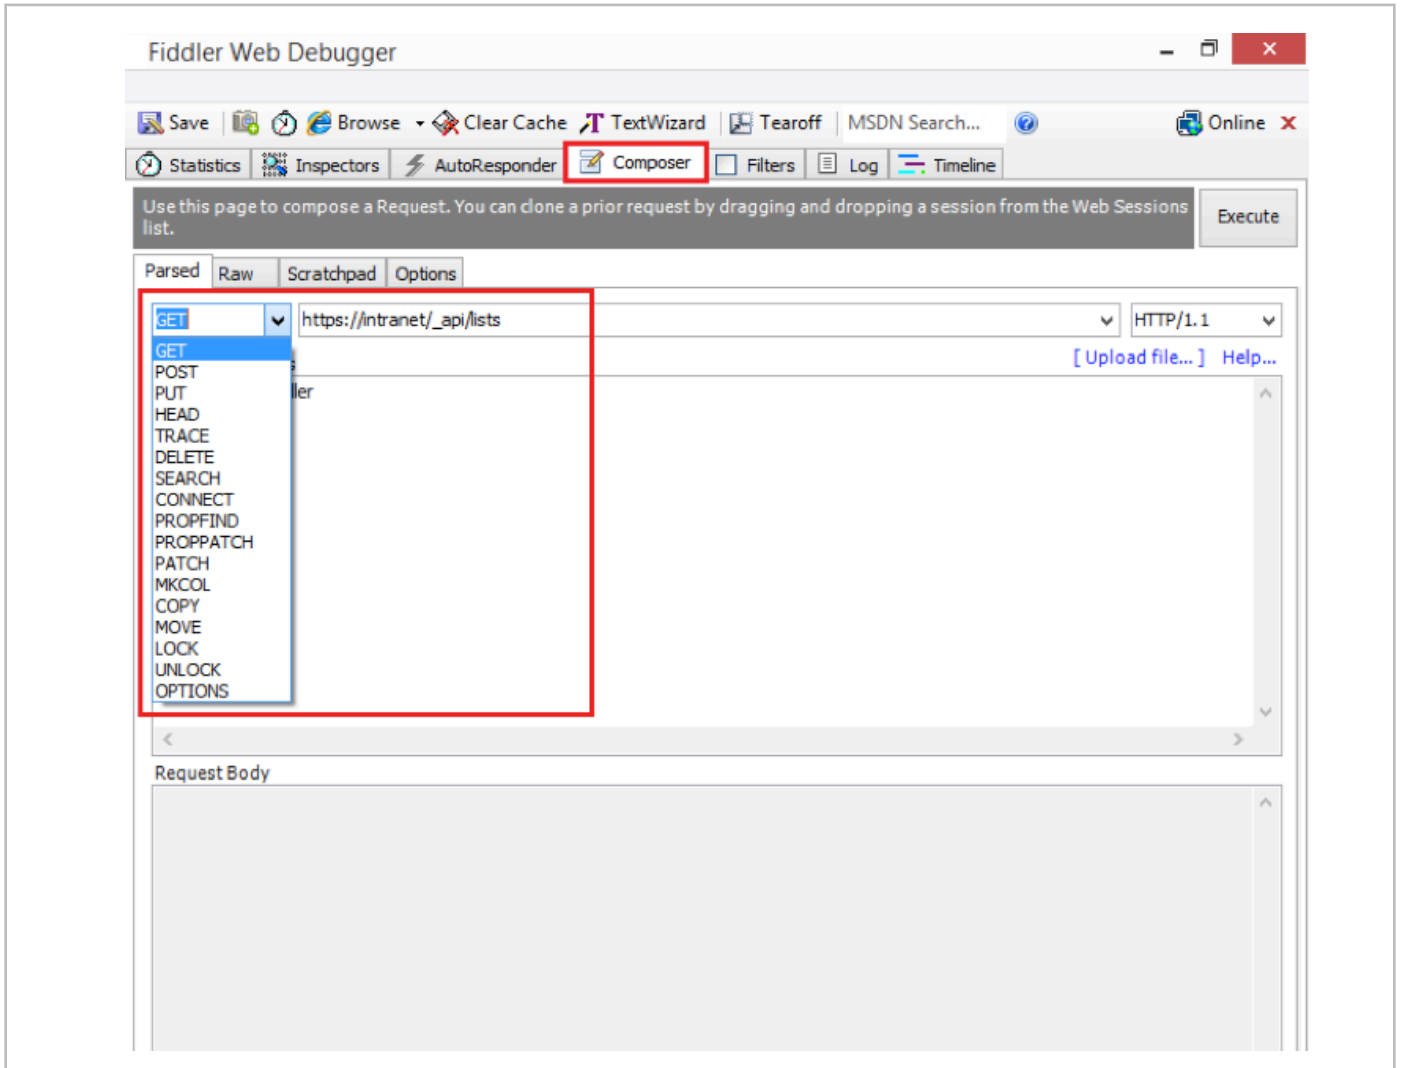 Fiddler Web Debugger
Save Browse Clear Cache TextWizard Tearoff MSDN Search... Online
Statistics Inspectors AutoResponder Composer Filters Log Timeline
Use this page to compose a Request. You can clone a prior request by dragging and dropping a session from the Web Sessions
list.
Execute
Parsed Raw Scratchpad Options
GET https://intranet/_api/lists HTTP/1.1
[ Upload file... ] Help...
GET
POST
PUT
HEAD
TRACE
DELETE
SEARCH
CONNECT
PROPFIND
PROPPATCH
PATCH
MKCOL
COPY
MOVE
LOCK
UNLOCK
OPTIONS
Request Body